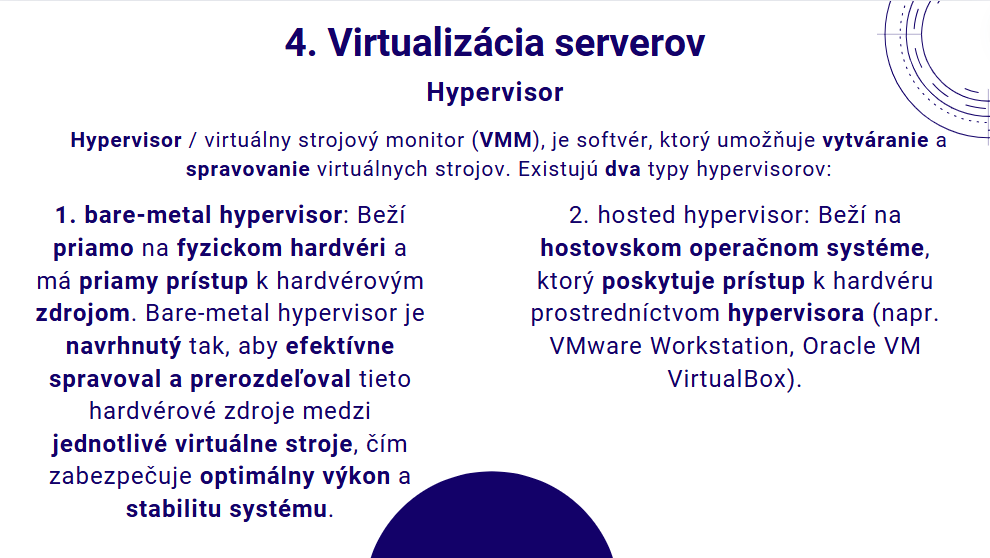 4. Virtualizácia serverov
Hypervisor
Hypervisor / virtuálny strojový monitor (VMM), je softvér, ktorý umožňuje vytváranie a
spravovanie virtuálnych strojov. Existujú dva typy hypervisorov:
1. bare-metal hypervisor: Beží
priamo na fyzickom hardvéri a
má priamy prístup k hardvérovým
zdrojom. Bare-metal hypervisor je
navrhnutý tak, aby efektívne
spravoval a prerozdeľoval tieto
hardvérové zdroje medzi
jednotlivé virtuálne stroje, čím
zabezpečuje optimálny výkon a
stabilitu systému.
2. hosted hypervisor: Beží na
hostovskom operačnom systéme,
ktorý poskytuje prístup k hardvéru
prostredníctvom hypervisora (napr.
VMware Workstation, Oracle VM
VirtualBox).